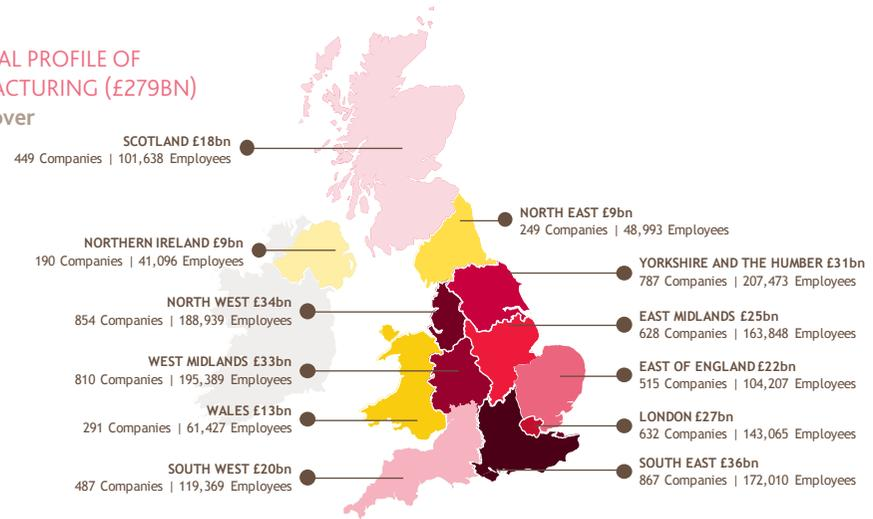 AL PROFILE OF
ACTURING (£279BN)
over
SCOTLAND £18bn
449 Companies | 101,638 Employees
NORTH EAST £9bn
249 Companies | 48,993 Employees
NORTHERN IRELAND £9bn
190 Companies | 41,096 Employees
YORKSHIRE AND THE HUMBER £31bn
787 Companies | 207,473 Employees
NORTH WEST £34bn
854 Companies | 188,939 Employees
EAST MIDLANDS £25bn
628 Companies | 163,848 Employees
WEST MIDLANDS £33bn
810 Companies | 195,389 Employees
EAST OF ENGLAND £22bn
515 Companies | 104,207 Employees
WALES £13bn
291 Companies | 61,427 Employees
LONDON £27bn
632 Companies | 143,065 Employees
SOUTH WEST £20bn
487 Companies | 119,369 Employees
SOUTH EAST £36bn
867 Companies | 172,010 Employees